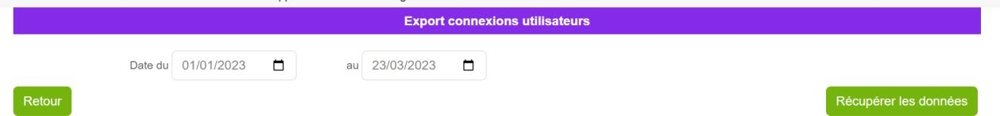 Export connexions utilisateurs
Date du 01/01/2023 au 23/03/2023
Retour Récupérer les données